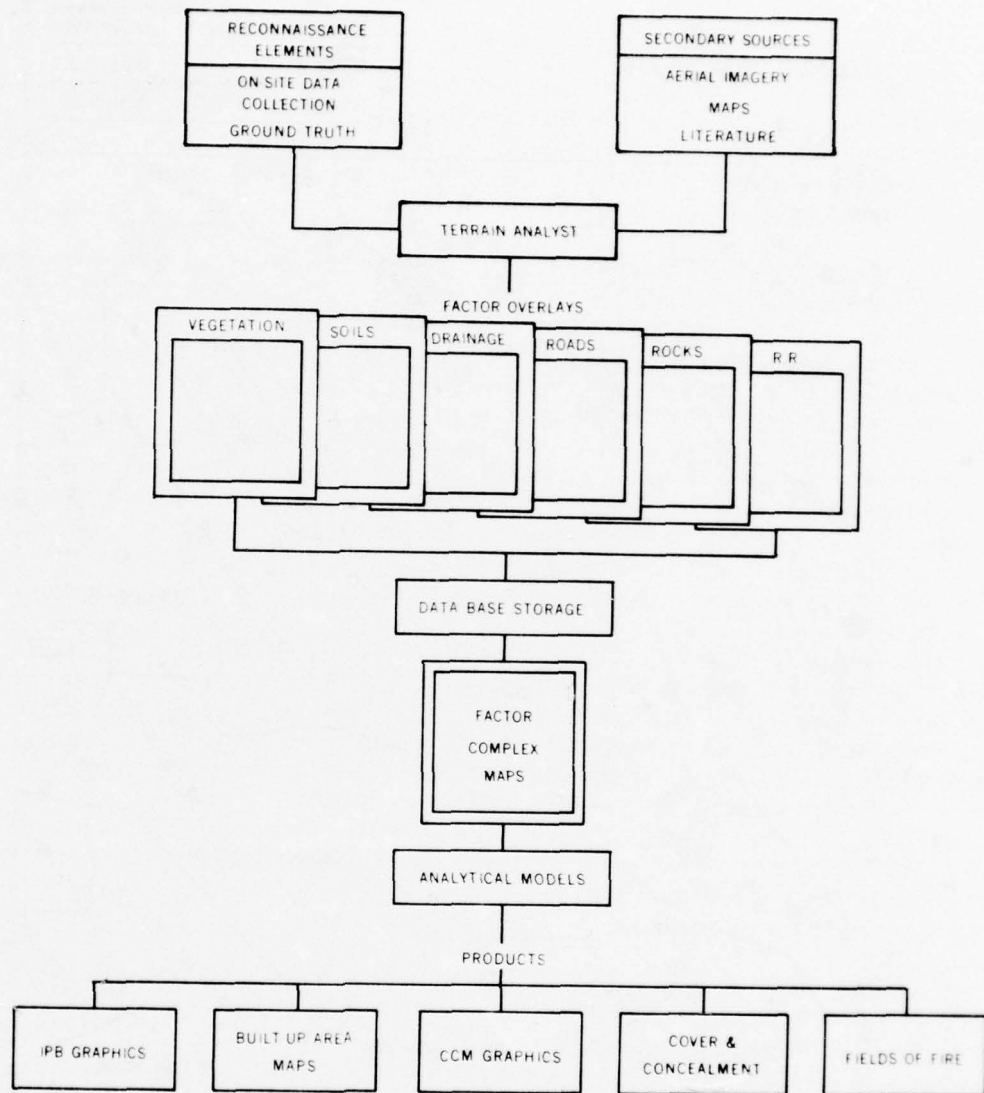 RECONNAISSANCE
ELEMENTS
ON SITE DATA
COLLECTION
GROUND TRUTH
SECONDARY SOURCES
AERIAL IMAGERY
MAPS
LITERATURE
TERRAIN ANALYST
FACTOR OVERLAYS
VEGETATION
SOILS
DRAINAGE
ROADS
ROCKS
R R
DATA BASE STORAGE
FACTOR
COMPLEX
MAPS
ANALYTICAL MODELS
PRODUCTS
IPB GRAPHICS
BUILT UP AREA
MAPS
CCM GRAPHICS
COVER &
CONCEALMENT
FIELDS OF FIRE